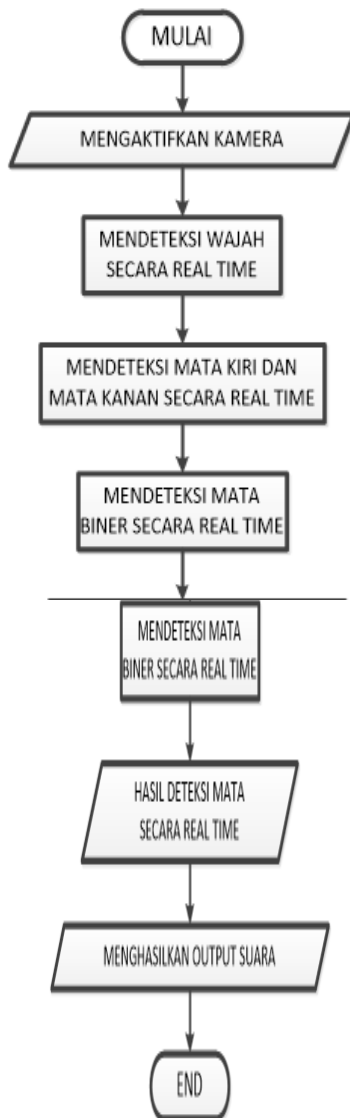 MULAI
MENGAKTIFKAN KAMERA
MENDETEKSI WAJAH
SECARA REAL TIME
MENDETEKSI MATA KIRI DAN
MATA KANAN SECARA REAL TIME
MENDETEKSI MATA
BINER SECARA REAL TIME
MENDETEKSI MATA
BINER SECARA REAL TIME
HASIL DETEKSI MATA
SECARA REAL TIME
MENGHASILKAN OUTPUT SUARA
END